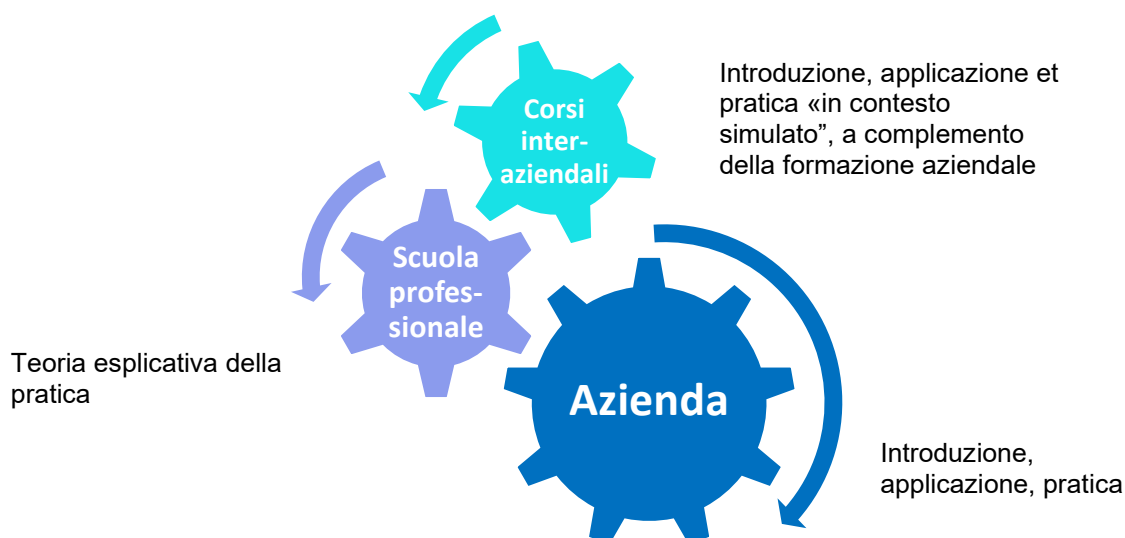 Corsi
inter-
aziendali
Introduzione, applicazione et
pratica «in contesto
simulato”, a complemento
della formazione aziendale
Scuola
profes-
sionale
Teoria esplicativa della
pratica
Azienda
Introduzione,
applicazione, pratica